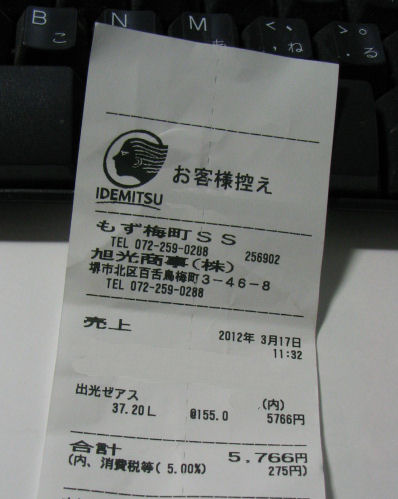 B
こ
N
M
<、
,ね
>。
.る
IDEMITSU
お客様控え
もず梅町SS
TEL 072-259-0288
256902
旭光商事(株)
堺市北区百舌鳥梅町3-46-8
TEL 072-259-0288
売上
2012年 3月17日
11:32
出光ゼアス
(内)
37.20L @155.0 5766円
合計 5,766円
(内、消費税等( 5.00%) 275円)